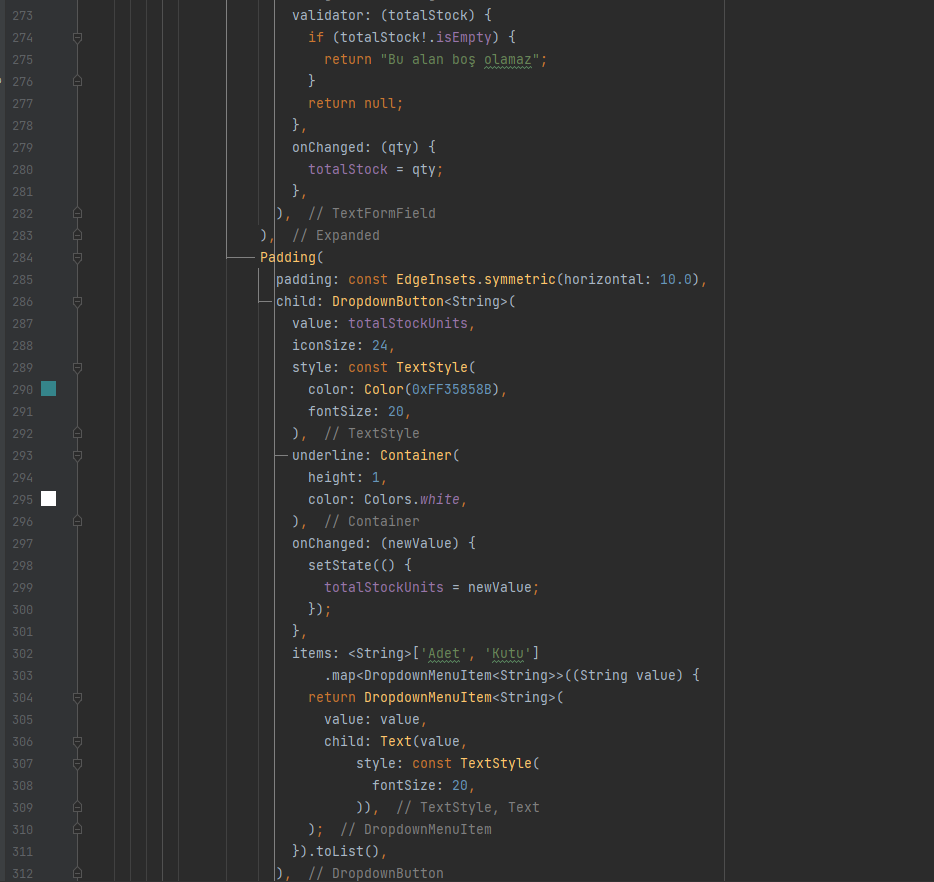 273 validator: (totalStock) {
274 if (totalStock!.isEmpty) {
275 return "Bu alan boş olamaz";
276 }
277 return null;
278 },
279 onChanged: (qty) {
280 totalStock = qty;
281 },
282 ), // TextFormField
283 ), // Expanded
284 Padding(
285 padding: const EdgeInsets.symmetric(horizontal: 10.0),
286 child: DropdownButton<String>(
287 value: totalStockUnits,
288 iconSize: 24,
289 style: const TextStyle(
290 color: Color(0xFF35858B),
291 fontSize: 20,
292 ), // TextStyle
293 underline: Container(
294 height: 1,
295 color: Colors.white,
296 ), // Container
297 onChanged: (newValue) {
298 setState(() {
299 totalStockUnits = newValue;
300 });
301 },
302 items: <String>['Adet', 'Kutu']
303 .map<DropdownMenuItem<String>>((String value) {
304 return DropdownMenuItem<String>(
305 value: value,
306 child: Text(value,
307 style: const TextStyle(
308 fontSize: 20,
309 )), // TextStyle, Text
310 ); // DropdownMenuItem
311 }).toList(),
312 ), // DropdownButton